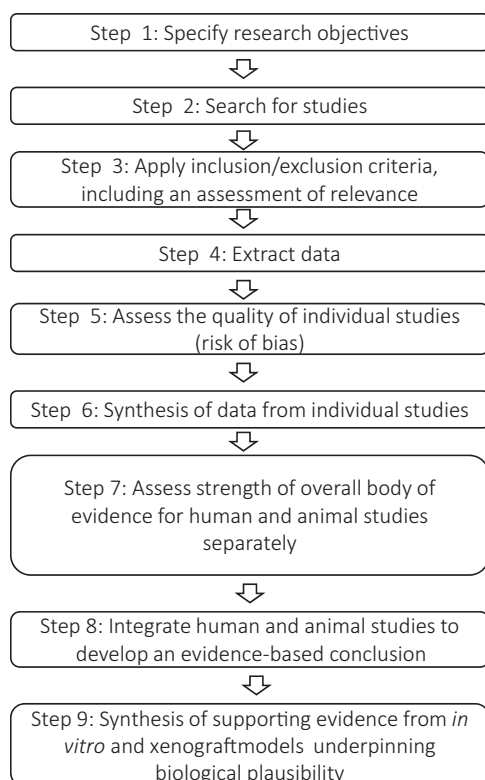 Step 1: Specify research objectives
Step 2: Search for studies
Step 3: Apply inclusion/exclusion criteria,
including an assessment of relevance
Step 4: Extract data
Step 5: Assess the quality of individual studies
(risk of bias)
Step 6: Synthesis of data from individual studies
Step 7: Assess strength of overall body of
evidence for human and animal studies
separately
Step 8: Integrate human and animal studies to
develop an evidence-based conclusion
Step 9: Synthesis of supporting evidence from in
vitro and xenograftmodels underpinning
biological plausibility